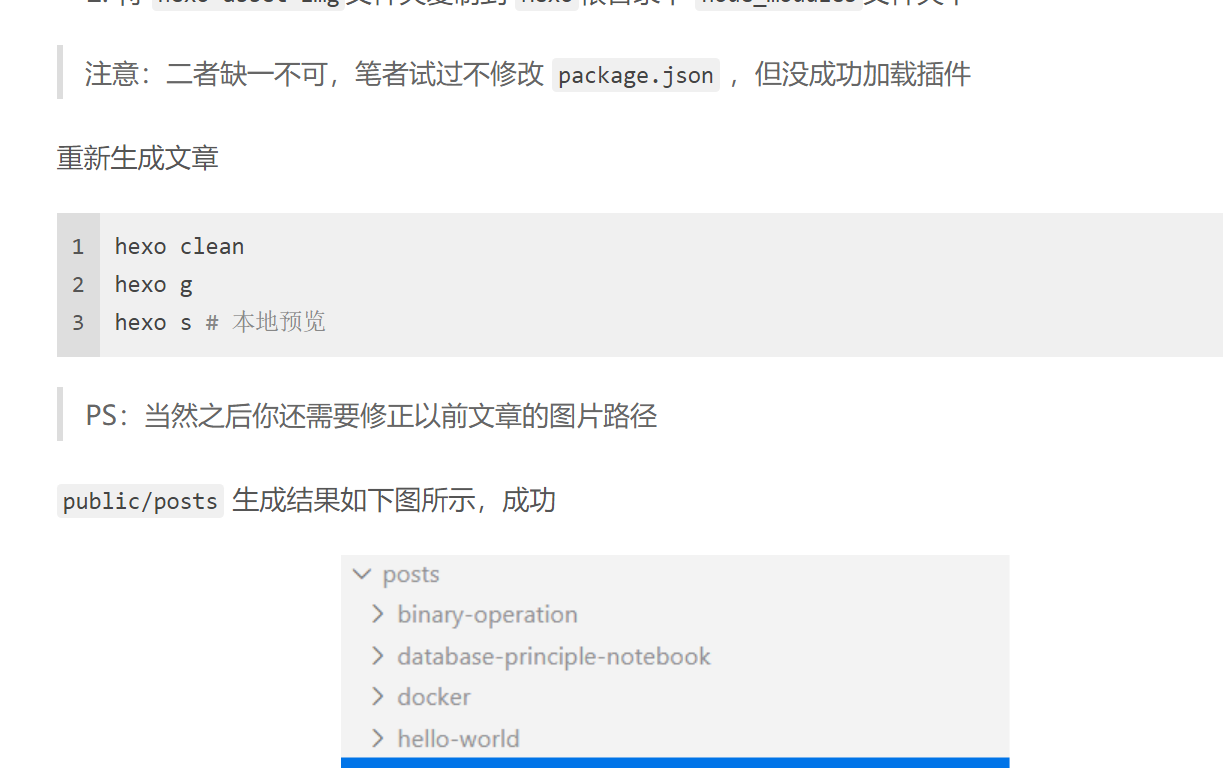 注意：二者缺一不可，笔者试过不修改 package.json ，但没成功加载插件
重新生成文章
1 hexo clean
2 hexo g
3 hexo s # 本地预览
PS：当然之后你还需要修正以前文章的图片路径
public/posts 生成结果如下图所示，成功
posts
binary-operation
database-principle-notebook
docker
hello-world